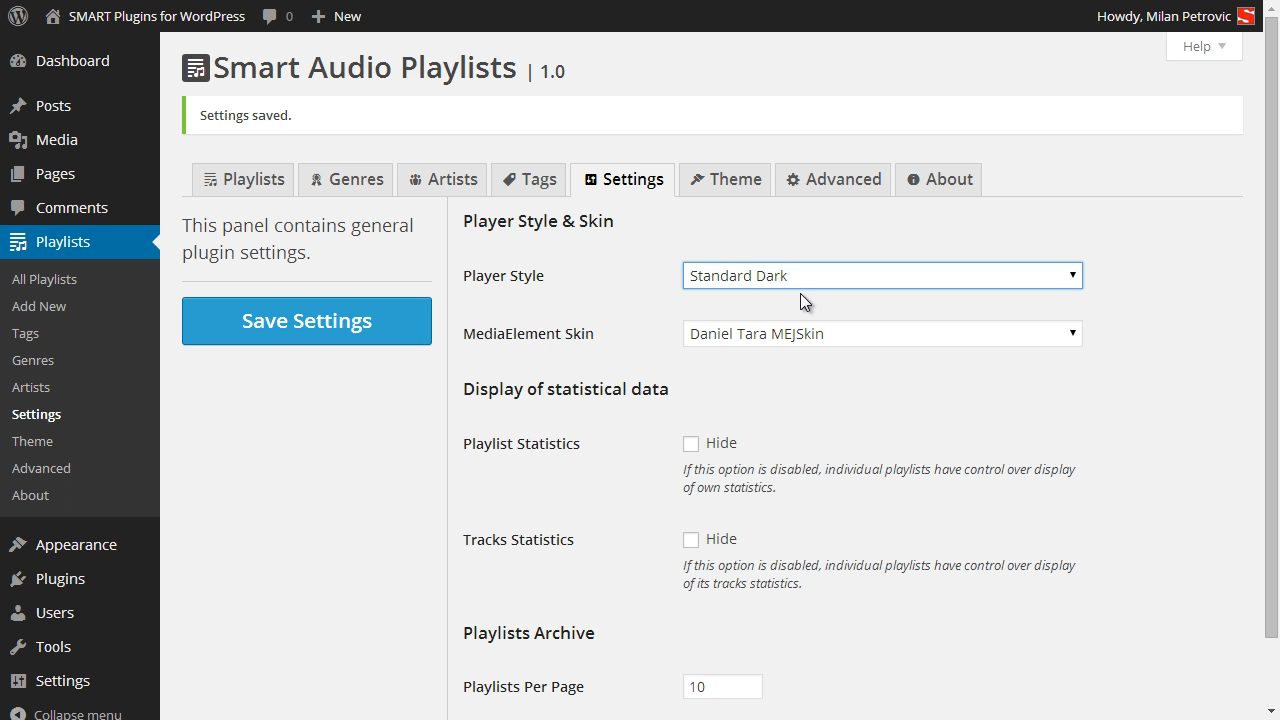 SMART Plugins for WordPress
0
New
Howdy, Milan Petrovic
Dashboard
Posts
Media
Pages
Comments
Playlists
All Playlists
Add New
Tags
Genres
Artists
Settings
Theme
Advanced
About
Appearance
Plugins
Users
Tools
Settings
Collapse menu
Help
Smart Audio Playlists | 1.0
Settings saved.
Playlists
Genres
Artists
Tags
Settings
Theme
Advanced
About
This panel contains general
plugin settings.
Save Settings
Player Style & Skin
Player Style
Standard Dark
MediaElement Skin
Daniel Tara MEJSkin
Display of statistical data
Playlist Statistics
Hide
If this option is disabled, individual playlists have control over display
of own statistics.
Tracks Statistics
Hide
If this option is disabled, individual playlists have control over display
of its tracks statistics.
Playlists Archive
Playlists Per Page
10